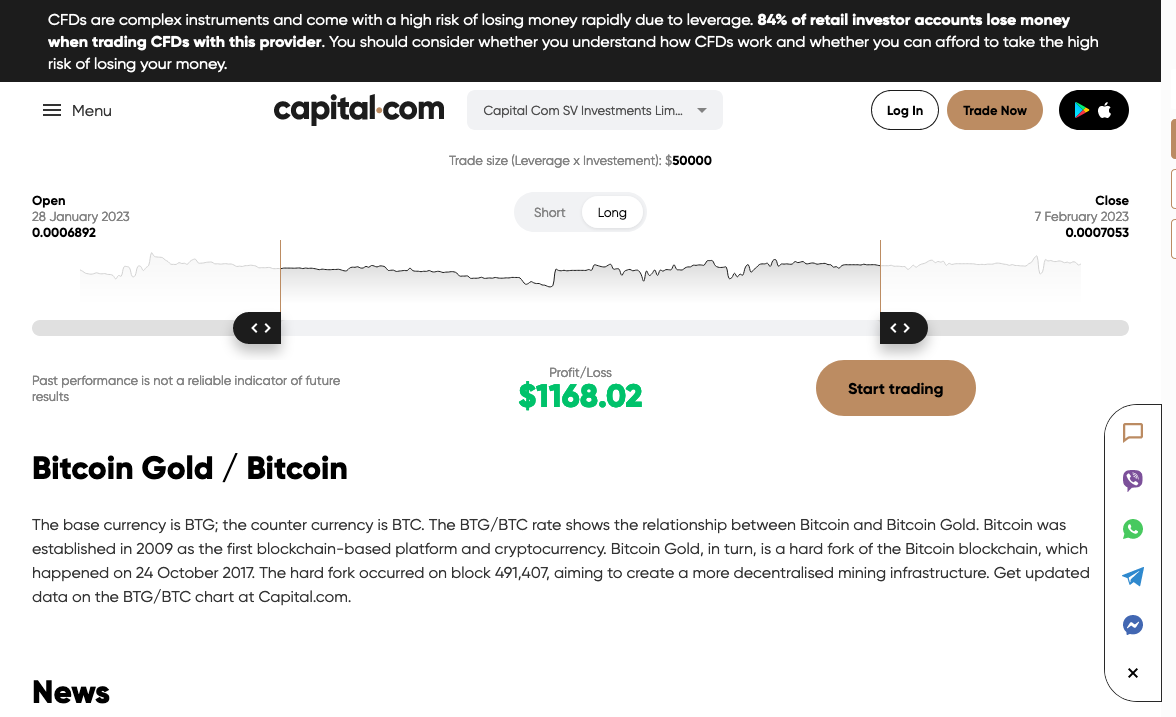 CFDs are complex instruments and come with a high risk of losing money rapidly due to leverage. 84% of retail investor accounts lose money
when trading CFDs with this provider. You should consider whether you understand how CFDs work and whether you can afford to take the high
risk of losing your money.
Menu
capital.com
Capital Com SV Investments Lim...
Log In
Trade Now
Trade size (Leverage x Investement): $50000
Open
28 January 2023
0.0006892
Short
Long
Close
7 February 2023
0.0007053
Past performance is not a reliable indicator of future
results
Profit/Loss
$1168.02
Start trading
Bitcoin Gold / Bitcoin
The base currency is BTG; the counter currency is BTC. The BTG/BTC rate shows the relationship between Bitcoin and Bitcoin Gold. Bitcoin was
established in 2009 as the first blockchain-based platform and cryptocurrency. Bitcoin Gold, in turn, is a hard fork of the Bitcoin blockchain, which
happened on 24 October 2017. The hard fork occurred on block 491,407, aiming to create a more decentralised mining infrastructure. Get updated
data on the BTG/BTC chart at Capital.com.
News